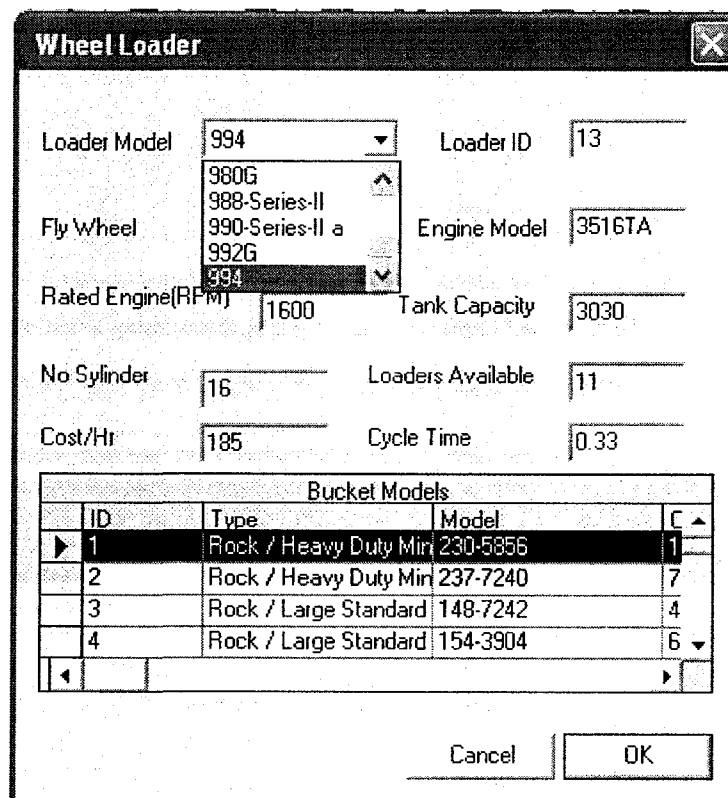 Wheel Loader
Loader Model 994 Loader ID 13
980G
988-Series-II
990-Series-II a
992G
994
Fly Wheel Engine Model 3516TA
Rated Engine(RPM) 1600 Tank Capacity 3030
No Sylinder 16 Loaders Available 11
Cost/Hr 185 Cycle Time 0.33
Bucket Models
ID Type Model
1 Rock / Heavy Duty Min 230-5856 1
2 Rock / Heavy Duty Min 237-7240 7
3 Rock / Large Standard 148-7242 4
4 Rock / Large Standard 154-3904 6
Cancel OK